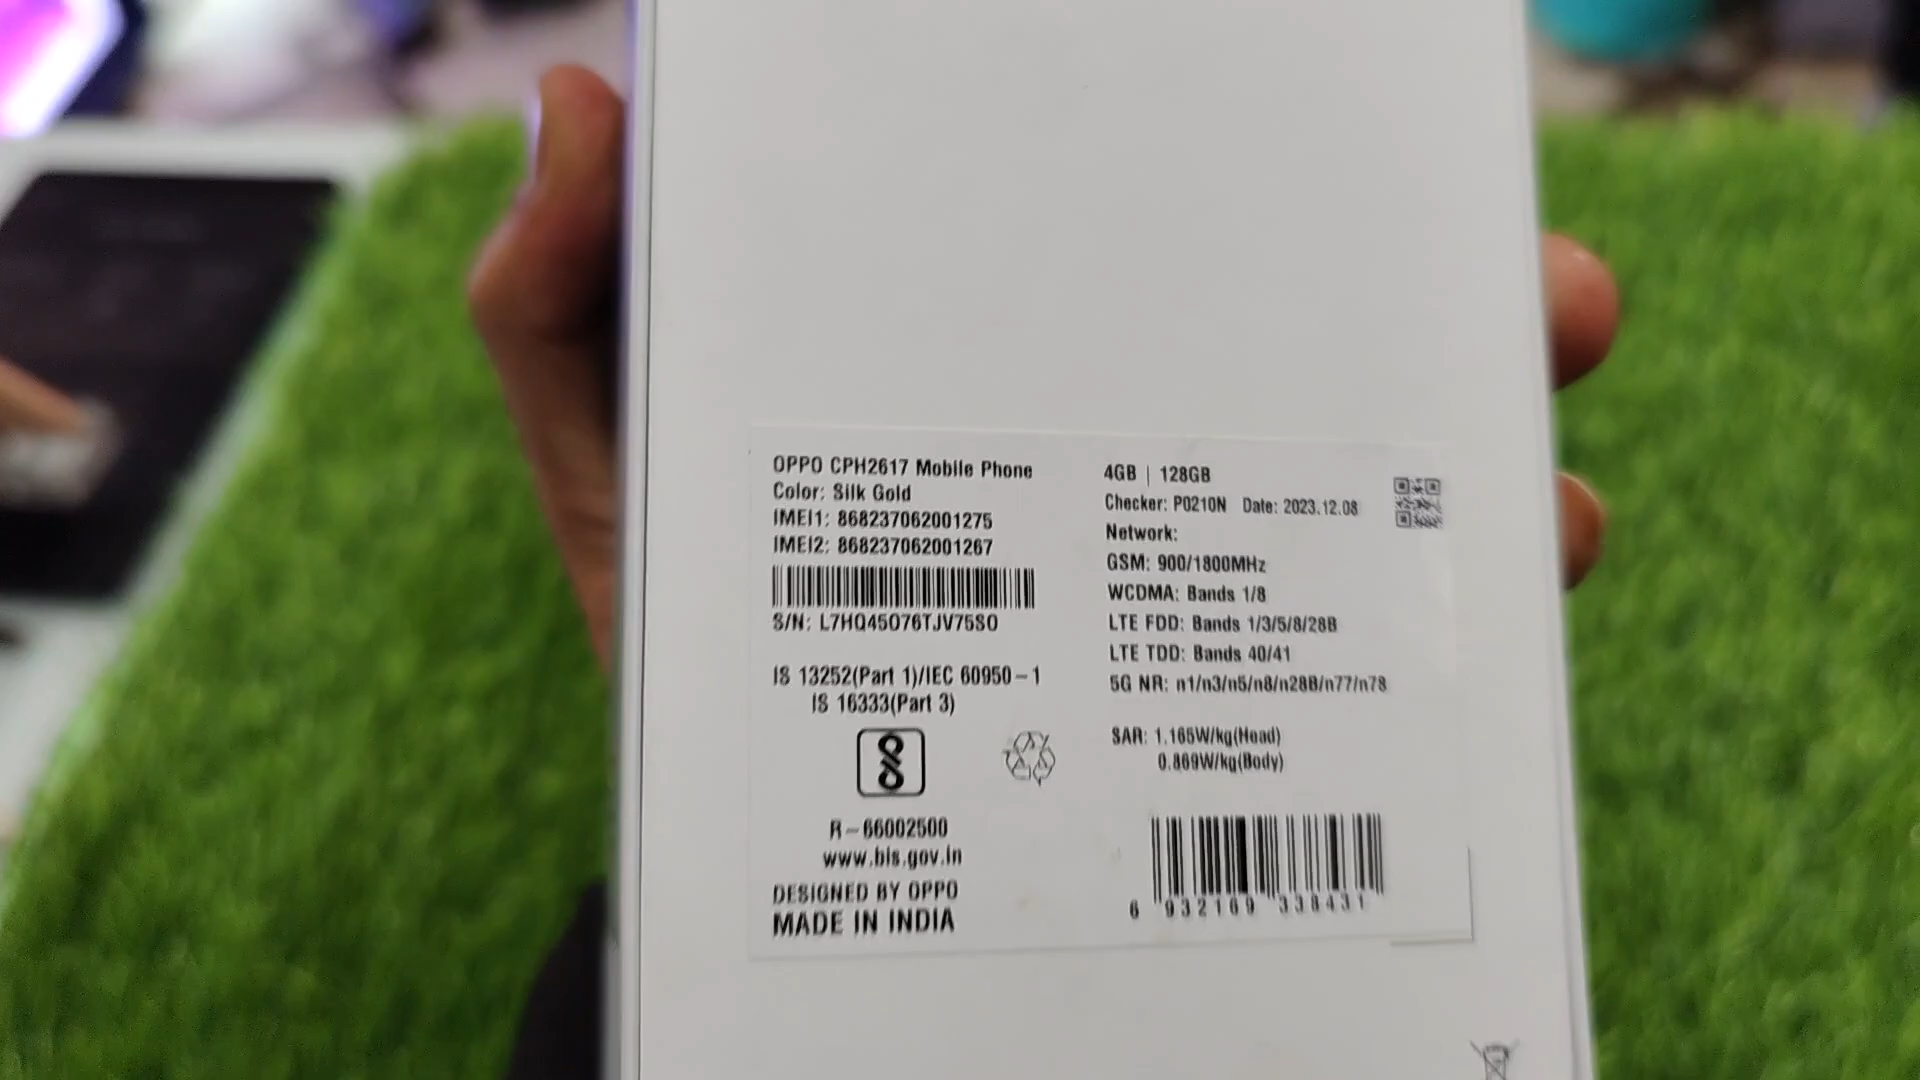 OPPO CPH2617 Mobile Phone
Color: Silk Gold
IMEI1: 868237062001275
IMEI2: 868237062001267
S/N: L7HQ45O76TJV75SO
IS 13252(Part 1)/IEC 60950-1
IS 16333(Part 3)
R-66002500
www.bis.gov.in
DESIGNED BY OPPO
MADE IN INDIA
4GB | 128GB
Checker: P0210N Date: 2023.12.08
Network:
GSM: 900/1800MHz
WCDMA: Bands 1/8
LTE FDD: Bands 1/3/5/8/28B
LTE TDD: Bands 40/41
5G NR: n1/n3/n5/n8/n28B/n77/n78
SAR: 1.165W/kg(Head)
0.869W/kg(Body)
6 932169 338431